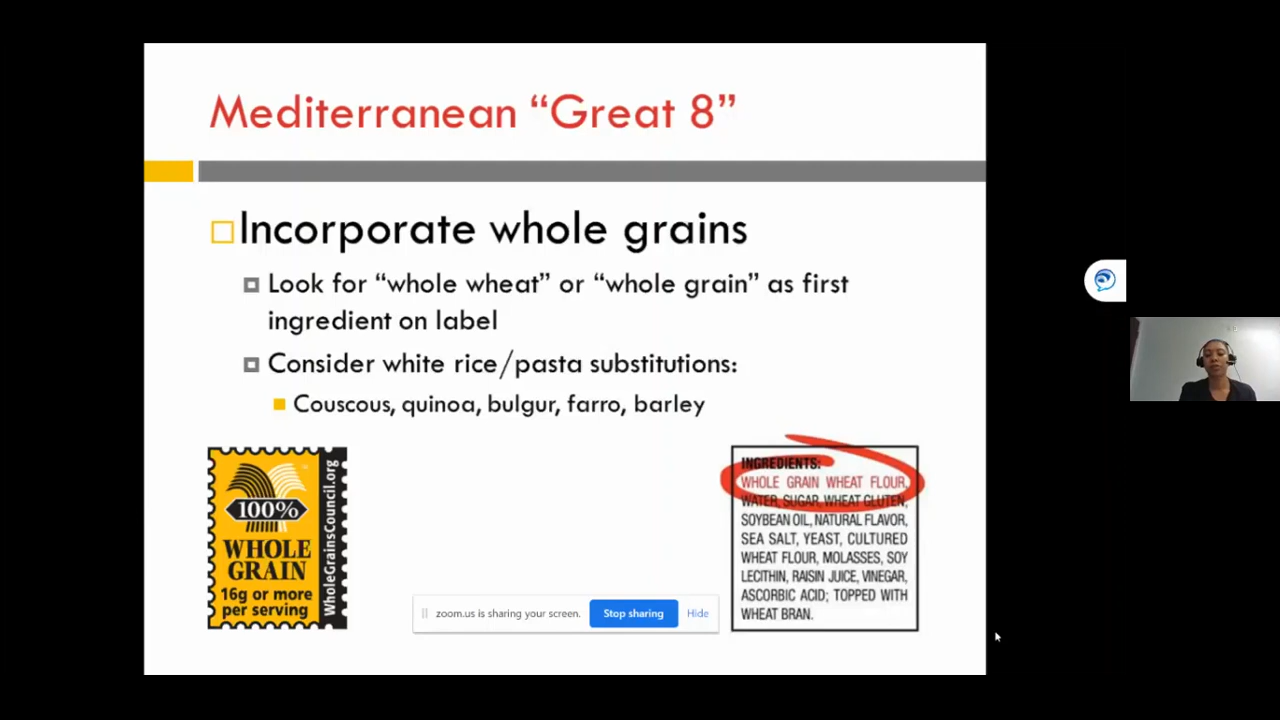 Mediterranean “Great 8”
Incorporate whole grains
Look for “whole wheat” or “whole grain” as first
ingredient on label
Consider white rice/pasta substitutions:
Couscous, quinoa, bulgur, farro, barley
100%
WHOLE
GRAIN
16g or more
per serving
WholeGrainsCouncil.org
zoom.us is sharing your screen.
Stop sharing
Hide
INGREDIENTS:
WHOLE GRAIN WHEAT FLOUR,
WATER, SUGAR, WHEAT GLUTEN,
SOYBEAN OIL, NATURAL FLAVOR,
SEA SALT, YEAST, CULTURED
WHEAT FLOUR, MOLASSES, SOY
LECITHIN, RAISIN JUICE, VINEGAR,
ASCORBIC ACID; TOPPED WITH
WHEAT BRAN.